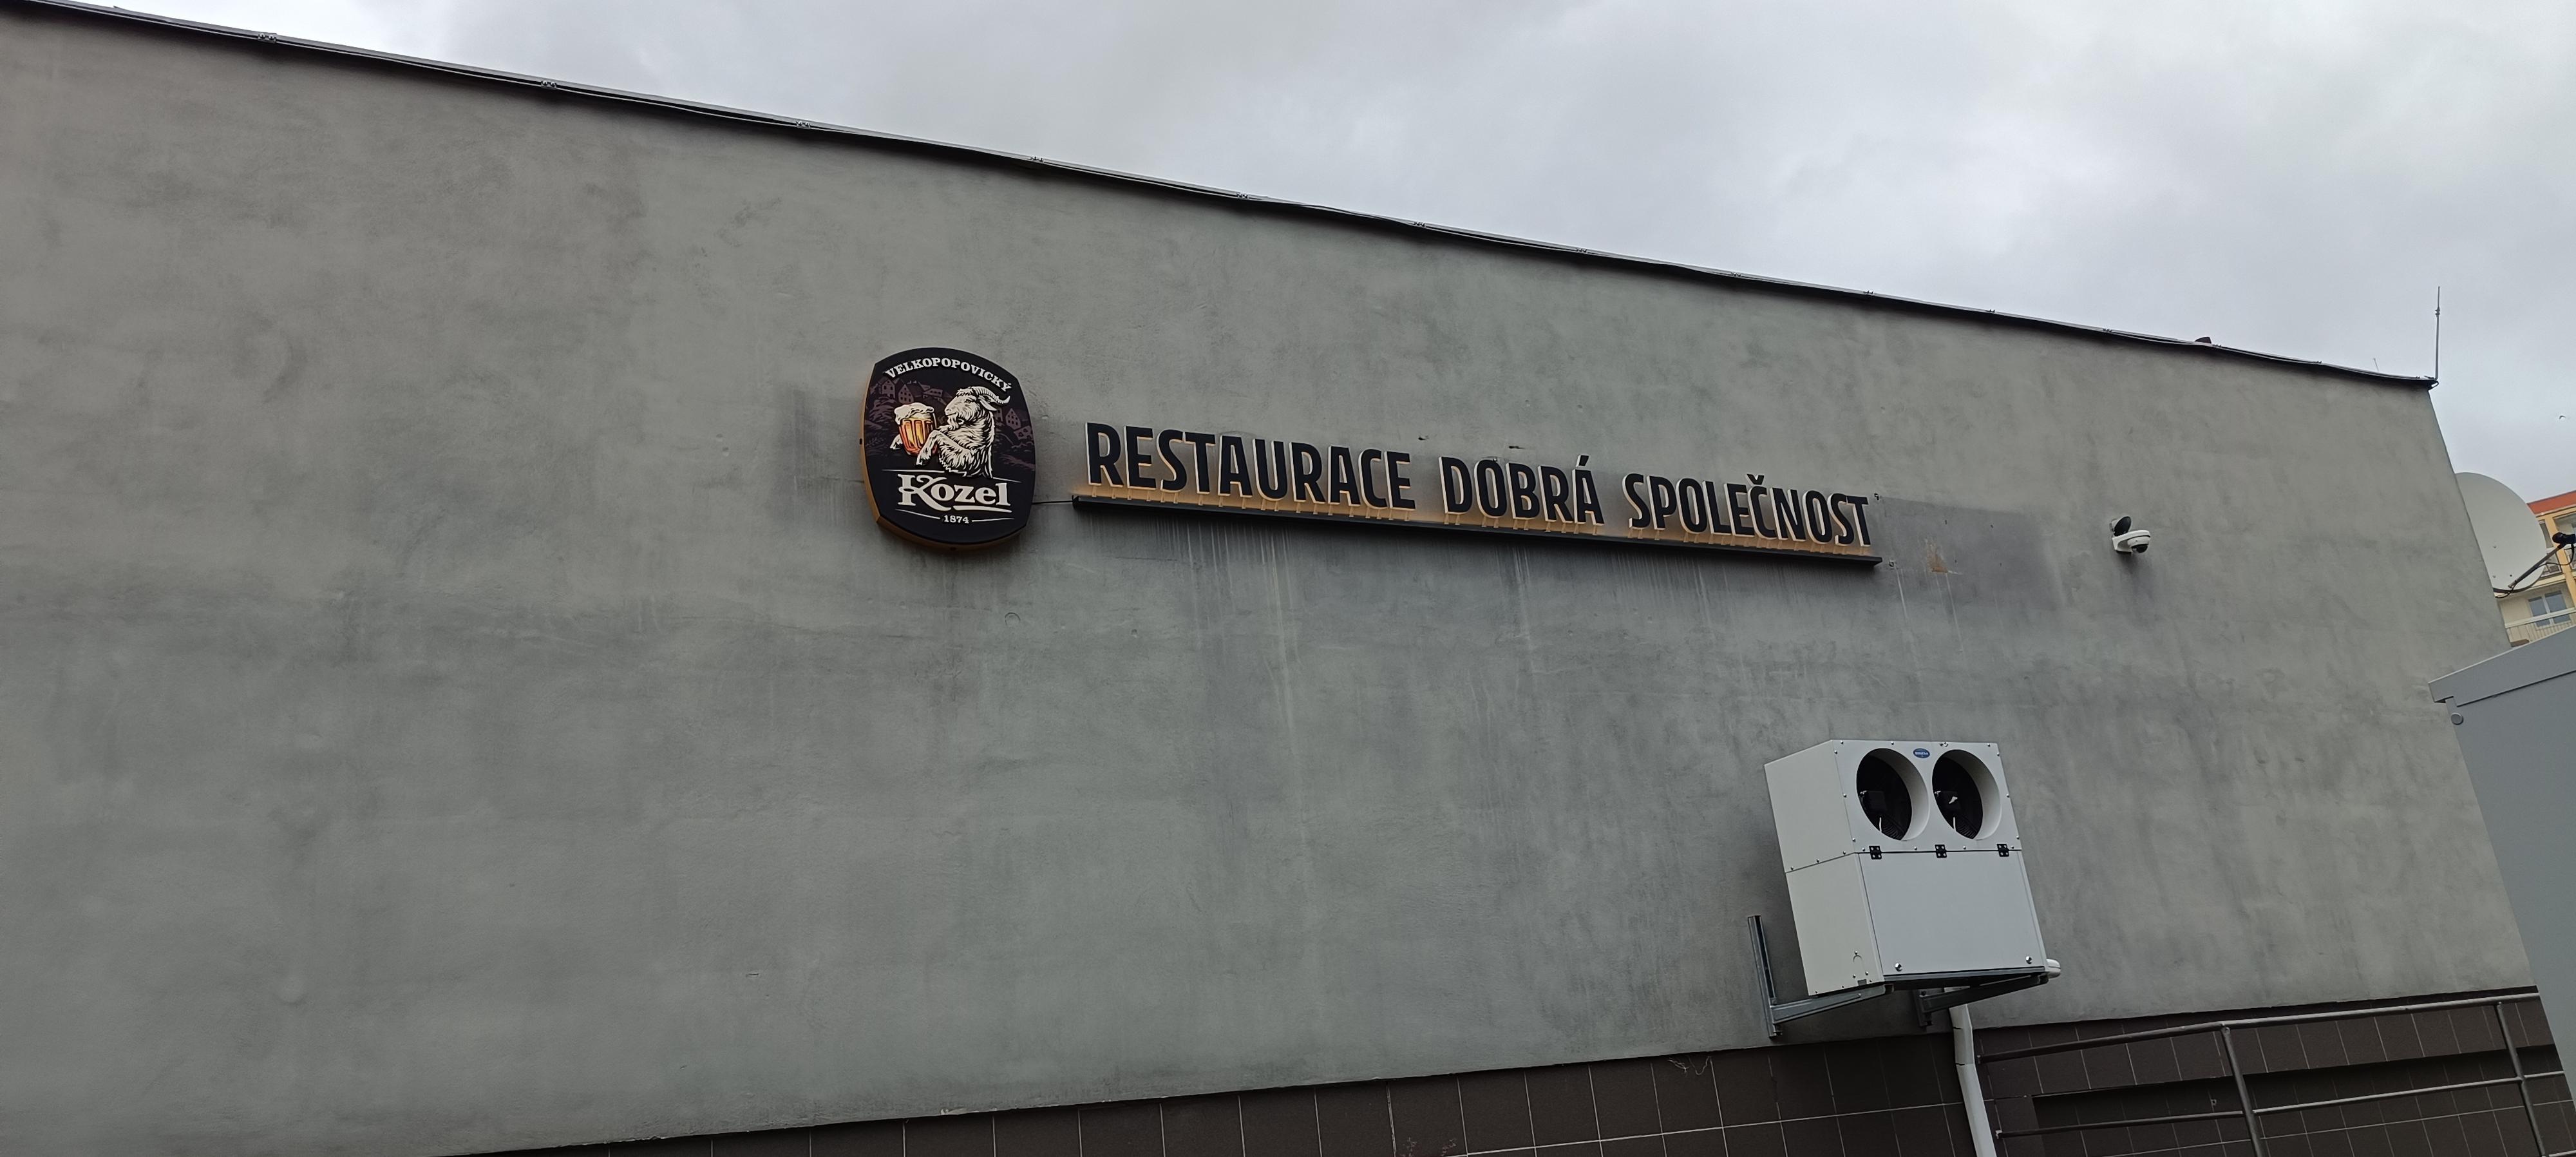 VELKOPOPOVICKÝ
Kozel
1874
RESTAURACE DOBRÁ SPOLEČNOST